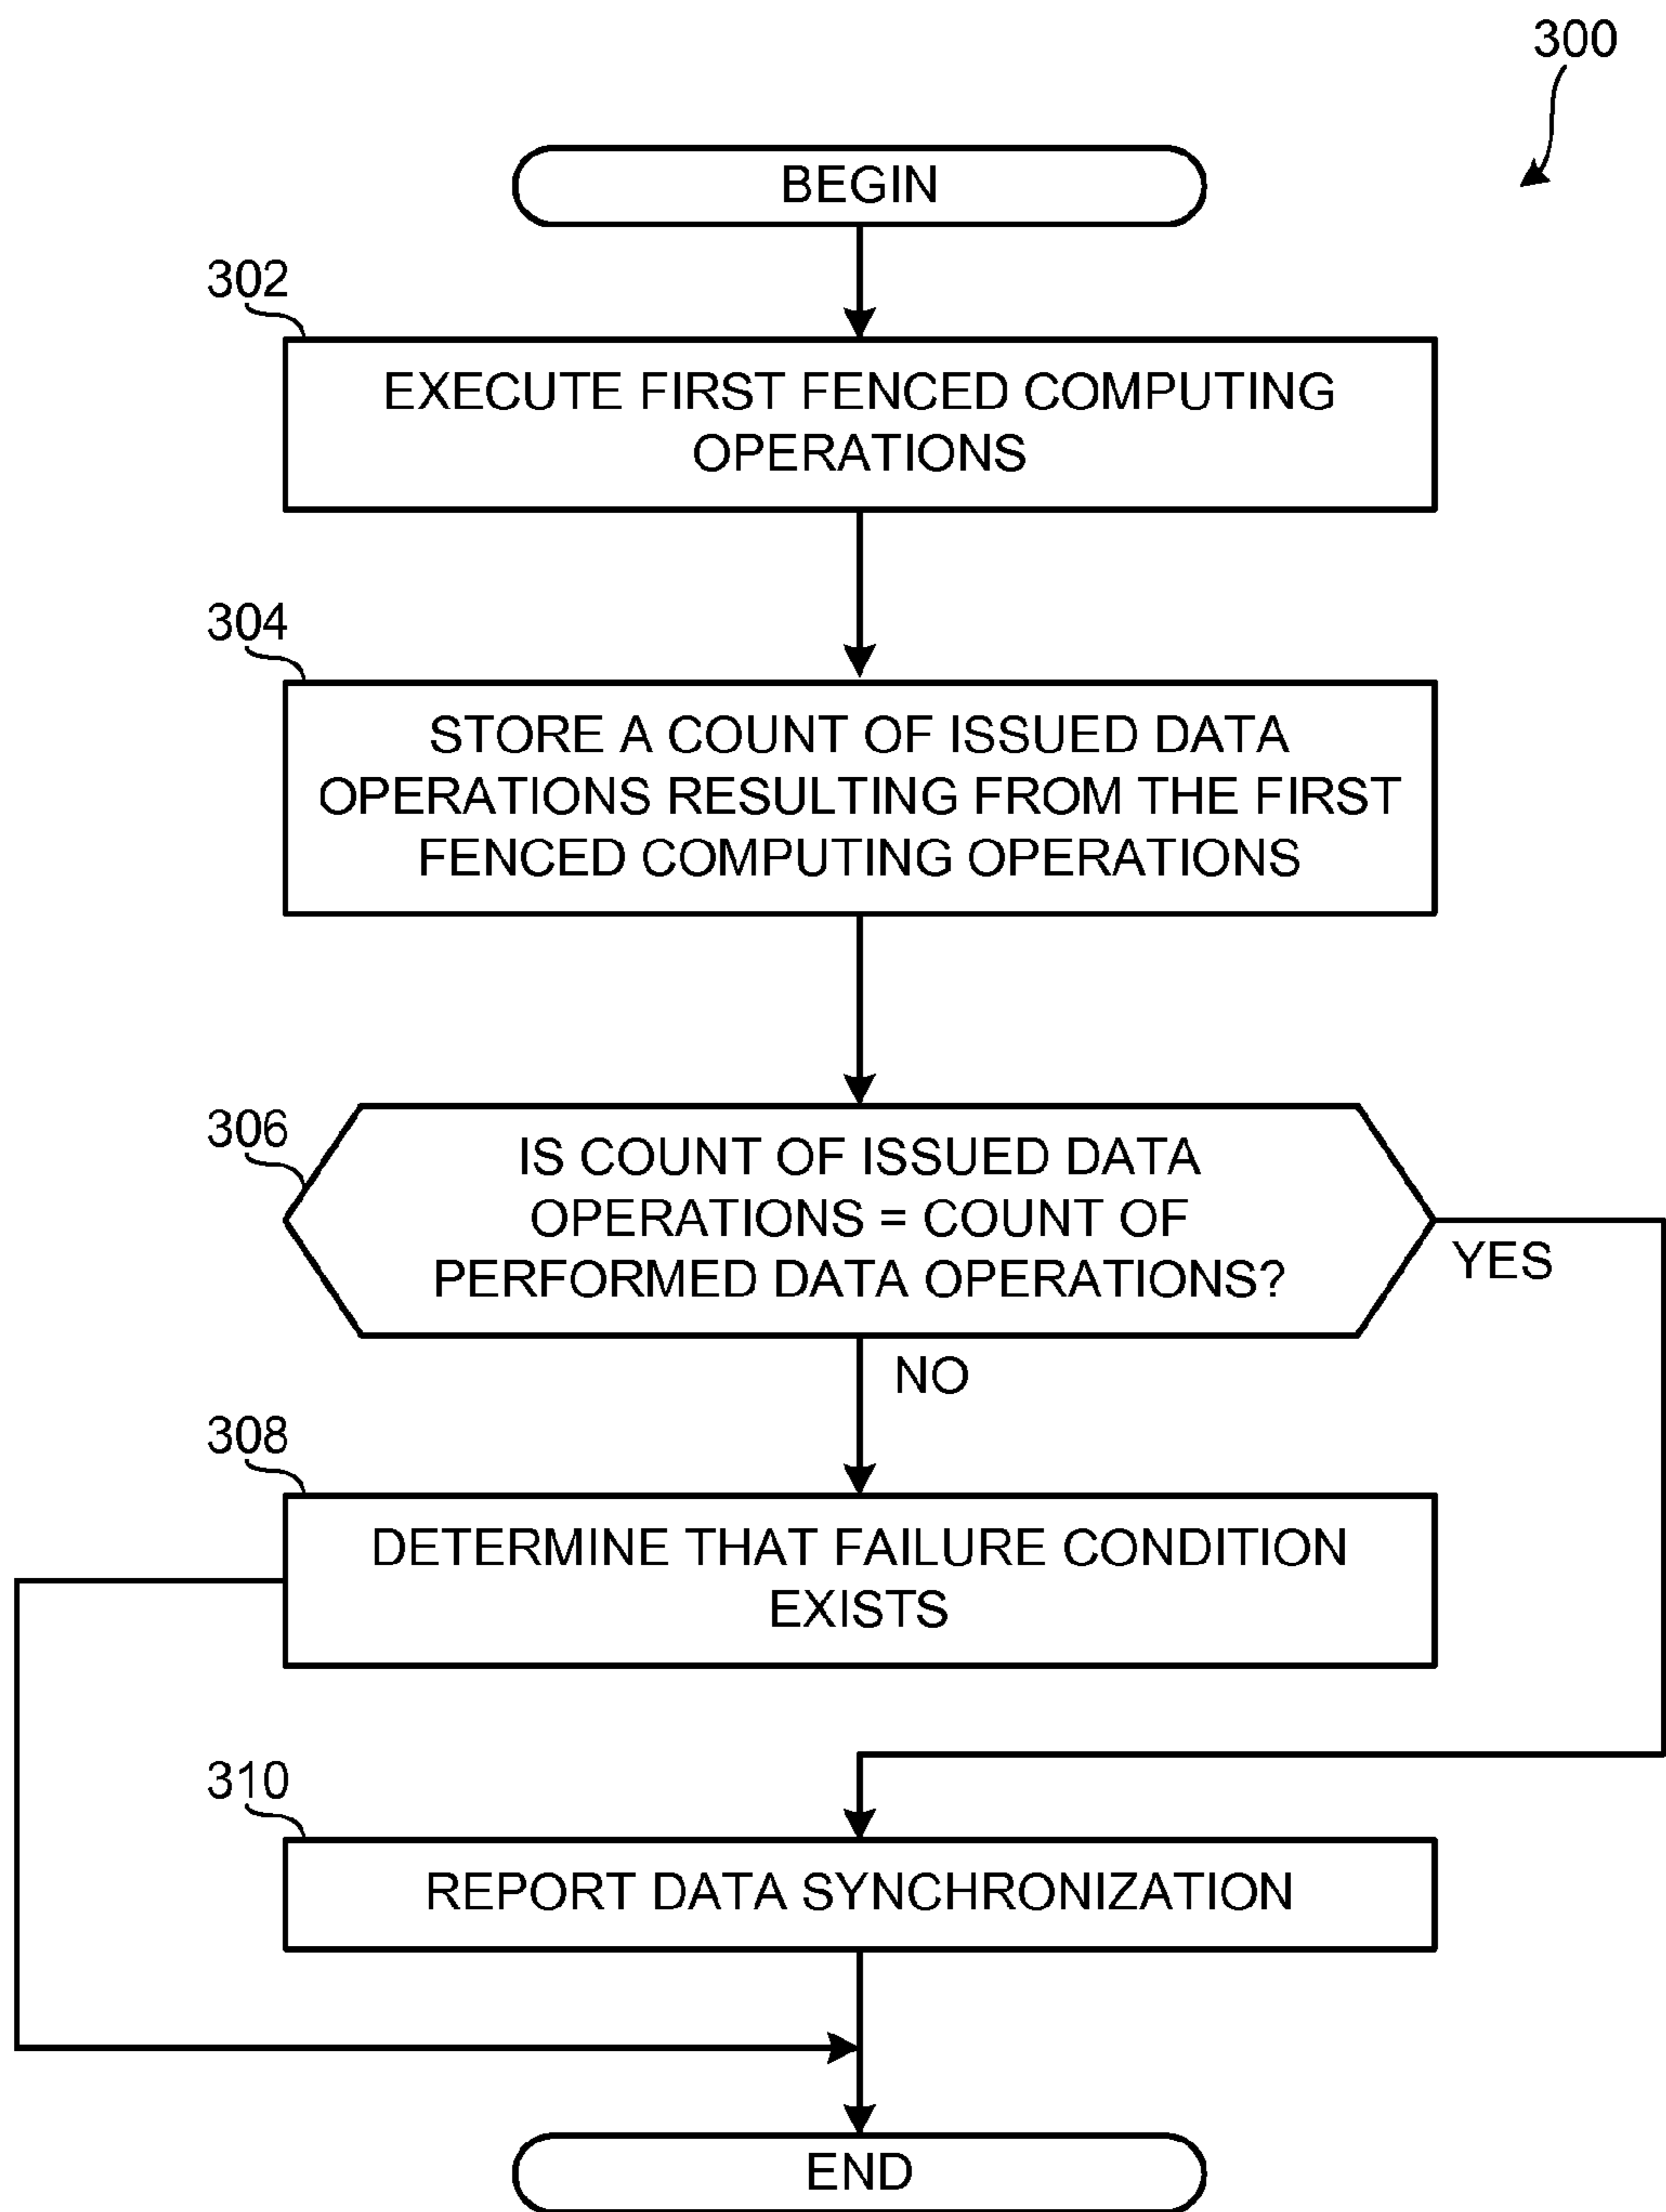 300
BEGIN
302
EXECUTE FIRST FENCED COMPUTING
OPERATIONS
304
STORE A COUNT OF ISSUED DATA
OPERATIONS RESULTING FROM THE FIRST
FENCED COMPUTING OPERATIONS
306
IS COUNT OF ISSUED DATA
OPERATIONS = COUNT OF
PERFORMED DATA OPERATIONS?
YES
NO
308
DETERMINE THAT FAILURE CONDITION
EXISTS
310
REPORT DATA SYNCHRONIZATION
END